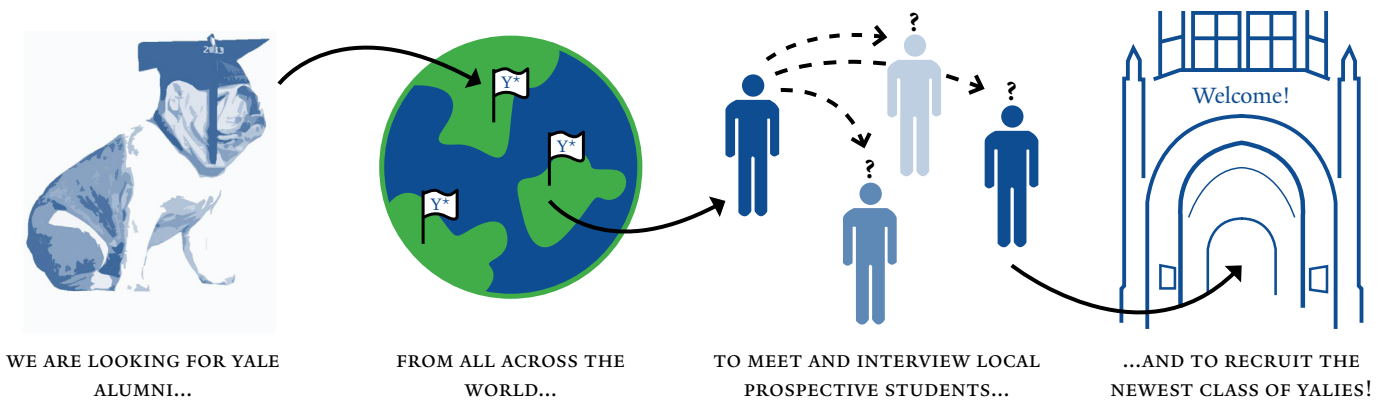 2013
Y*
Y*
Y*
?
?
?
Welcome!
WE ARE LOOKING FOR YALE
ALUMNI...
FROM ALL ACROSS THE
WORLD...
TO MEET AND INTERVIEW LOCAL
PROSPECTIVE STUDENTS...
...AND TO RECRUIT THE
NEWEST CLASS OF YALIES!